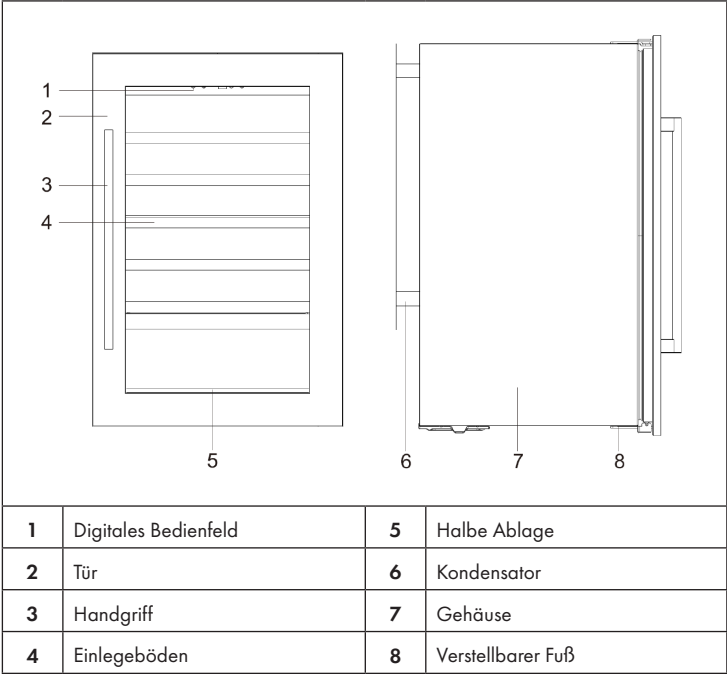 1
2
3
4
5
6
7
8
1 Digitales Bedienfeld 5 Halbe Ablage
2 Tür 6 Kondensator
3 Handgriff 7 Gehäuse
4 Einlegeböden 8 Verstellbarer Fuß